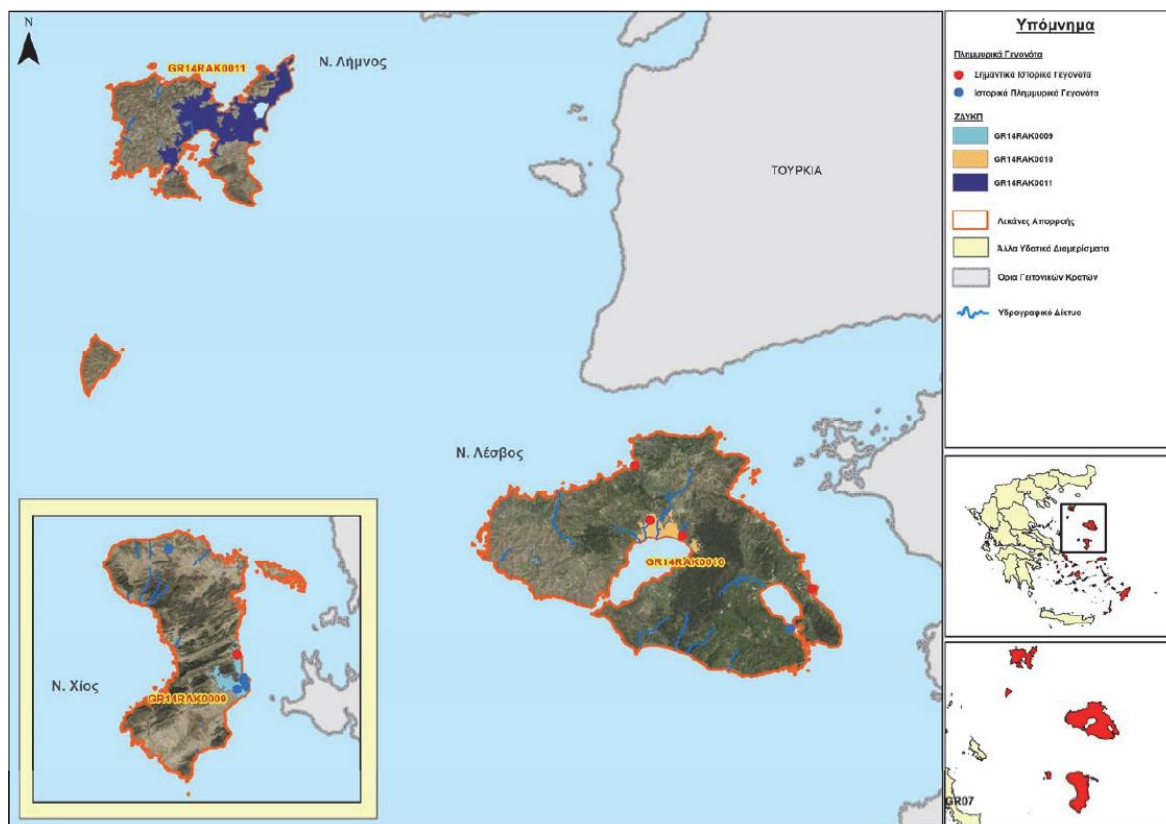 N
Ν. Λήμνος
GR14RAK0011
ΤΟΥΡΚΙΑ
Ν. Λέσβος
GR14RAK0010
Ν. Χίος
GR14RAK0009
Υπόμνημα
Πλημμυρικά Γεγονότα
Σημαντικά Ιστορικά Γεγονότα
Ιστορικά Πλημμυρικά Γεγονότα
ΖΔΥΚΠ
GR14RAK0009
GR14RAK0010
GR14RAK0011
Λεκάνες Απορροής
Άλλα Υδατικά Διαμερίσματα
Όρια Γειτονικών Κρατών
Υδρογραφικό Δίκτυο
GR07